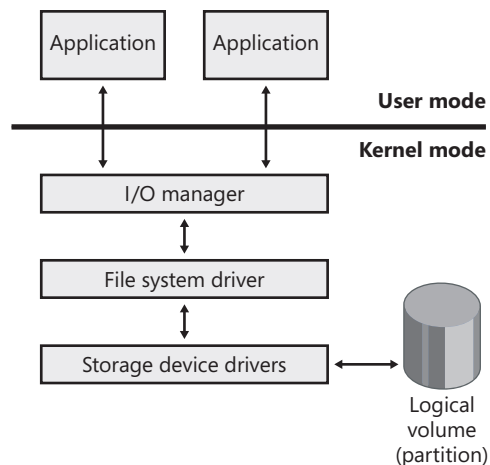 Application
Application
User mode
Kernel mode
I/O manager
File system driver
Storage device drivers
Logical
volume
(partition)